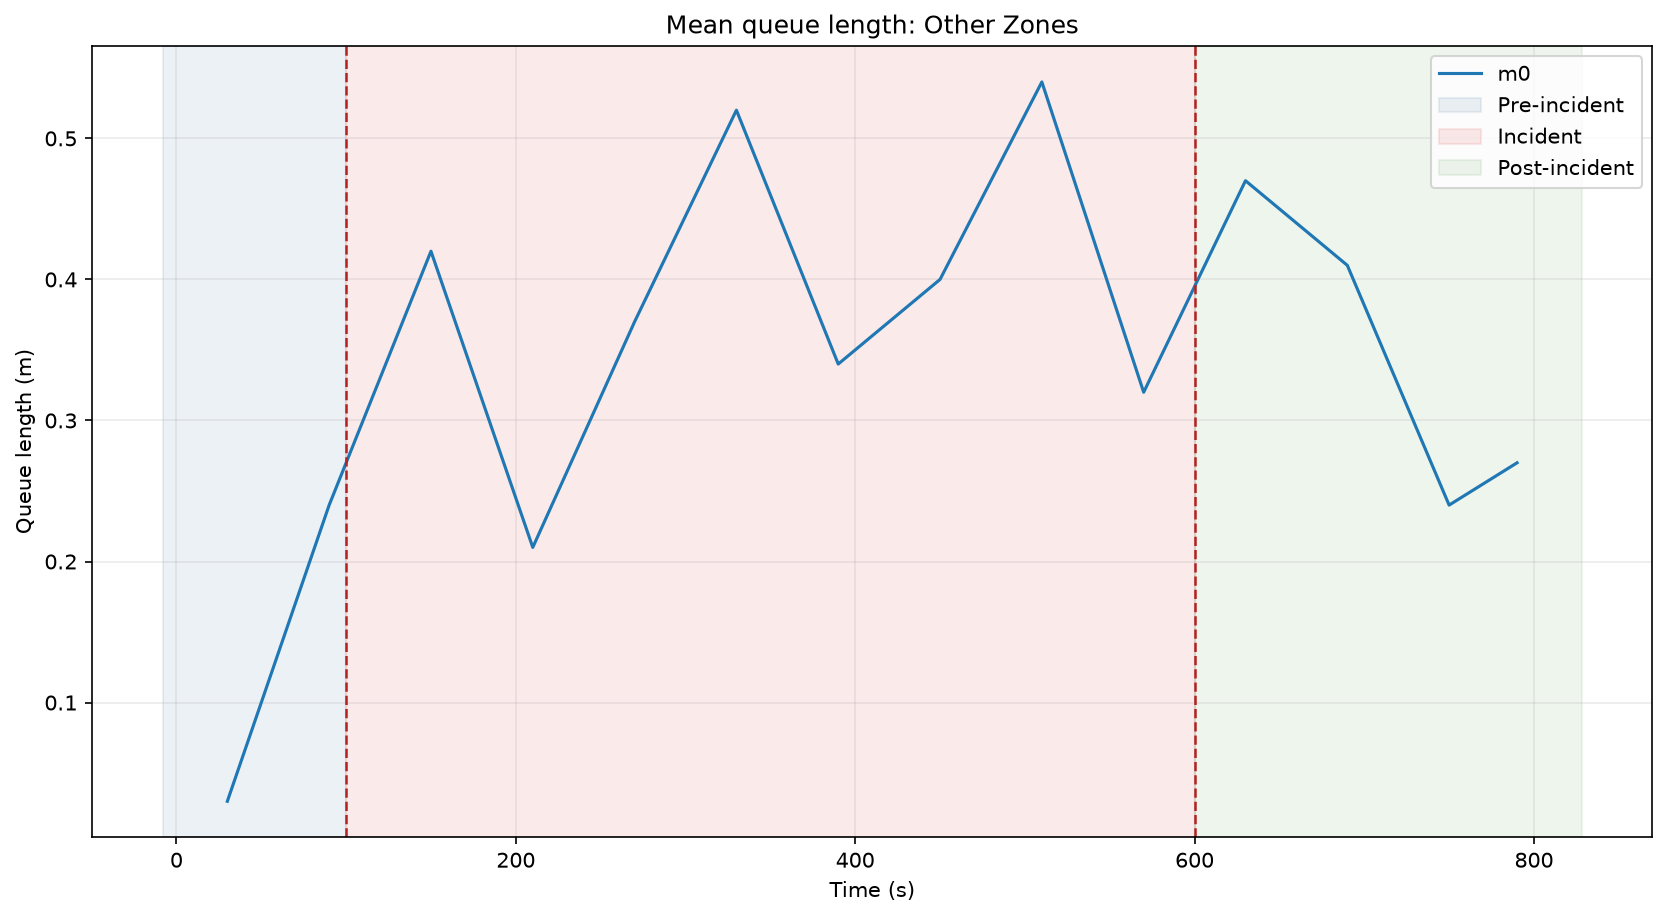 Mean queue length: Other Zones
m0
Pre-incident
Incident
Post-incident
Queue length (m)
0.5
0.4
0.3
0.2
0.1
0
200
400
600
800
Time (s)